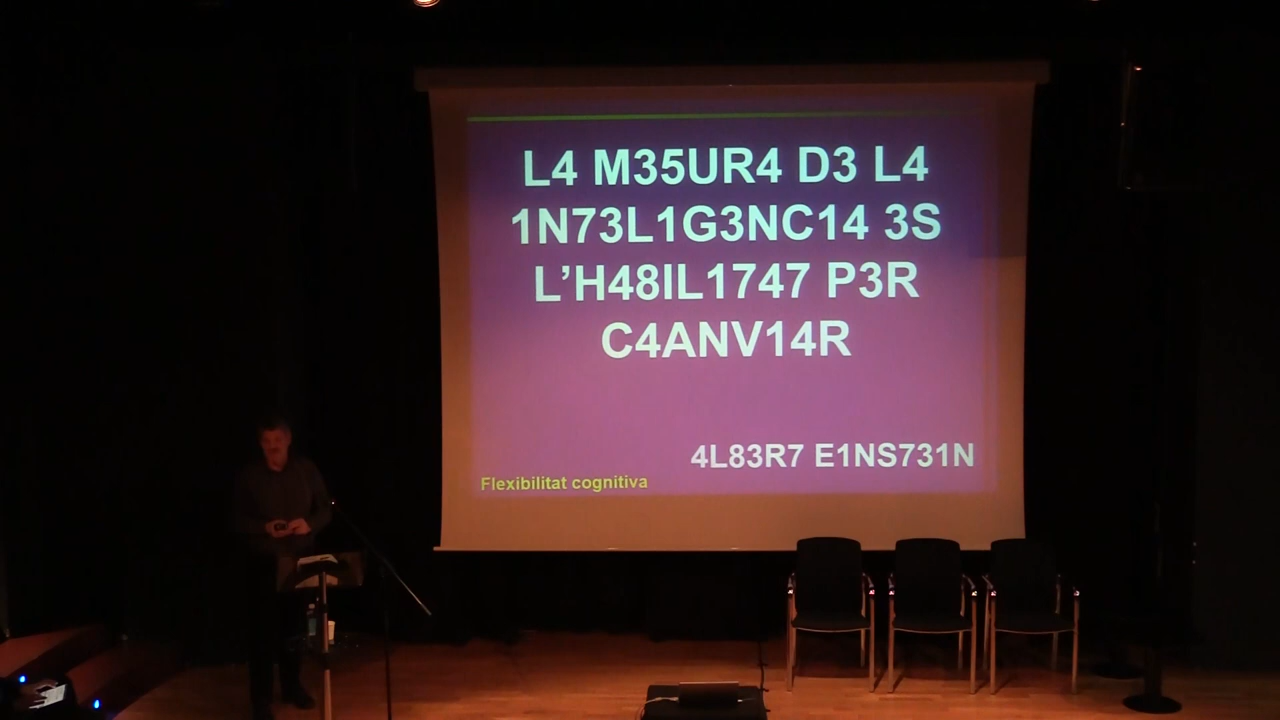 L4 M35UR4 D3 L4
1N73L1G3NC14 3S
L’H48IL1747 P3R
C4ANV14R
4L83R7 E1NS731N
Flexibilitat cognitiva